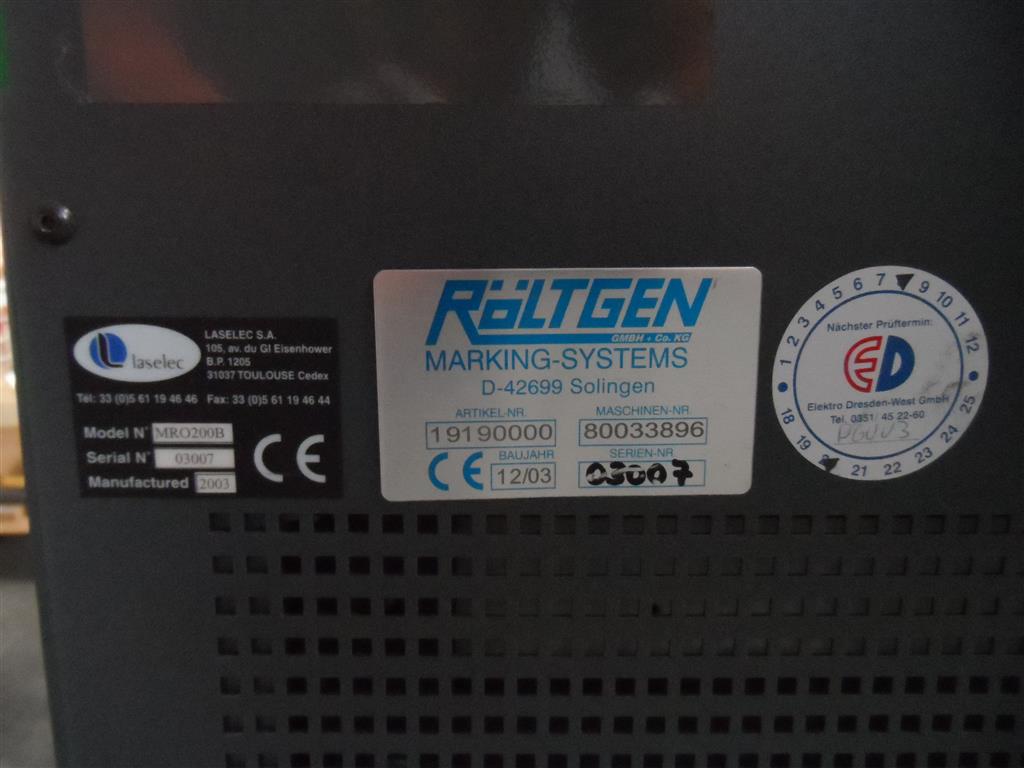 laselec
LASELEC S.A.
105, av. du Gl Eisenhower
B.P. 1205
31037 TOULOUSE Cedex
Tél: 33 (0)5 61 19 46 46 Fax: 33 (0)5 61 19 46 44
Model N° MRO200B
Serial N° 03007
Manufactured 2003
CE
RÖLTGEN
GMBH + Co. KG
MARKING-SYSTEMS
D-42699 Solingen
ARTIKEL-NR. MASCHINEN-NR.
19190000 80033896
CE BAUJAHR SERIEN-NR.
12/03 03007
1 2 3 4 5 6 7 9 10 11 12
Nächster Prüftermin:
ED
Elektro Dresden-West GmbH
Tel. 0351/ 45 22-60
18 19 21 22 23 24 25